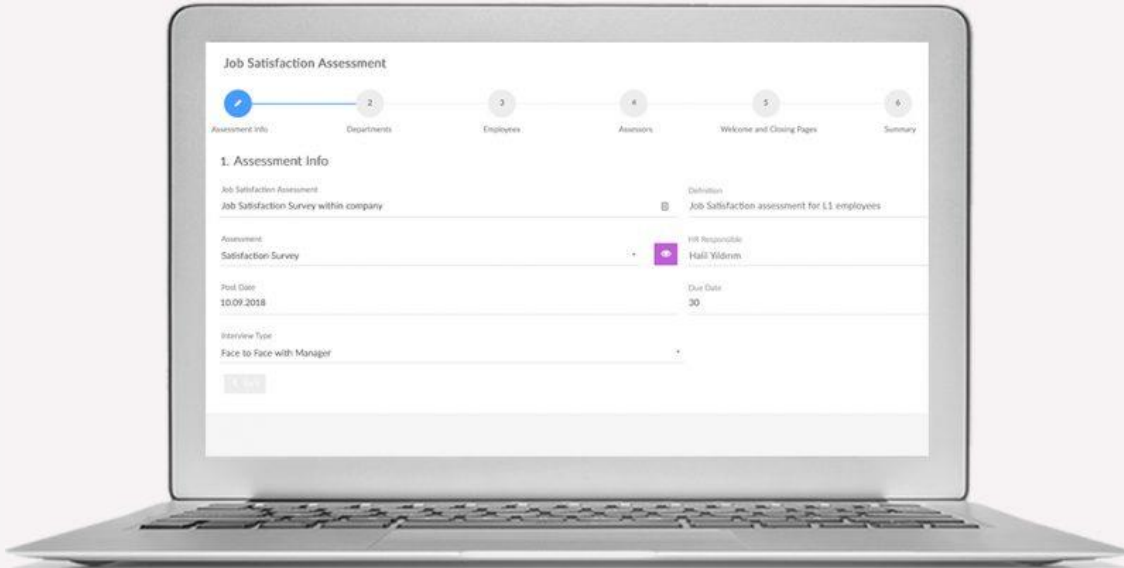 Job Satisfaction Assessment
2 3 4 5 6
Assessment Info Departments Employees Assessors Welcome and Closing Pages Summary
1. Assessment Info
Job Satisfaction Assessment Definition
Job Satisfaction Survey within company Job Satisfaction assessment for L1 employees
Assessment HR Responsible
Satisfaction Survey Halil Yıldırım
Post Date Due Date
10.09.2018 30
Interview Type
Face to Face with Manager